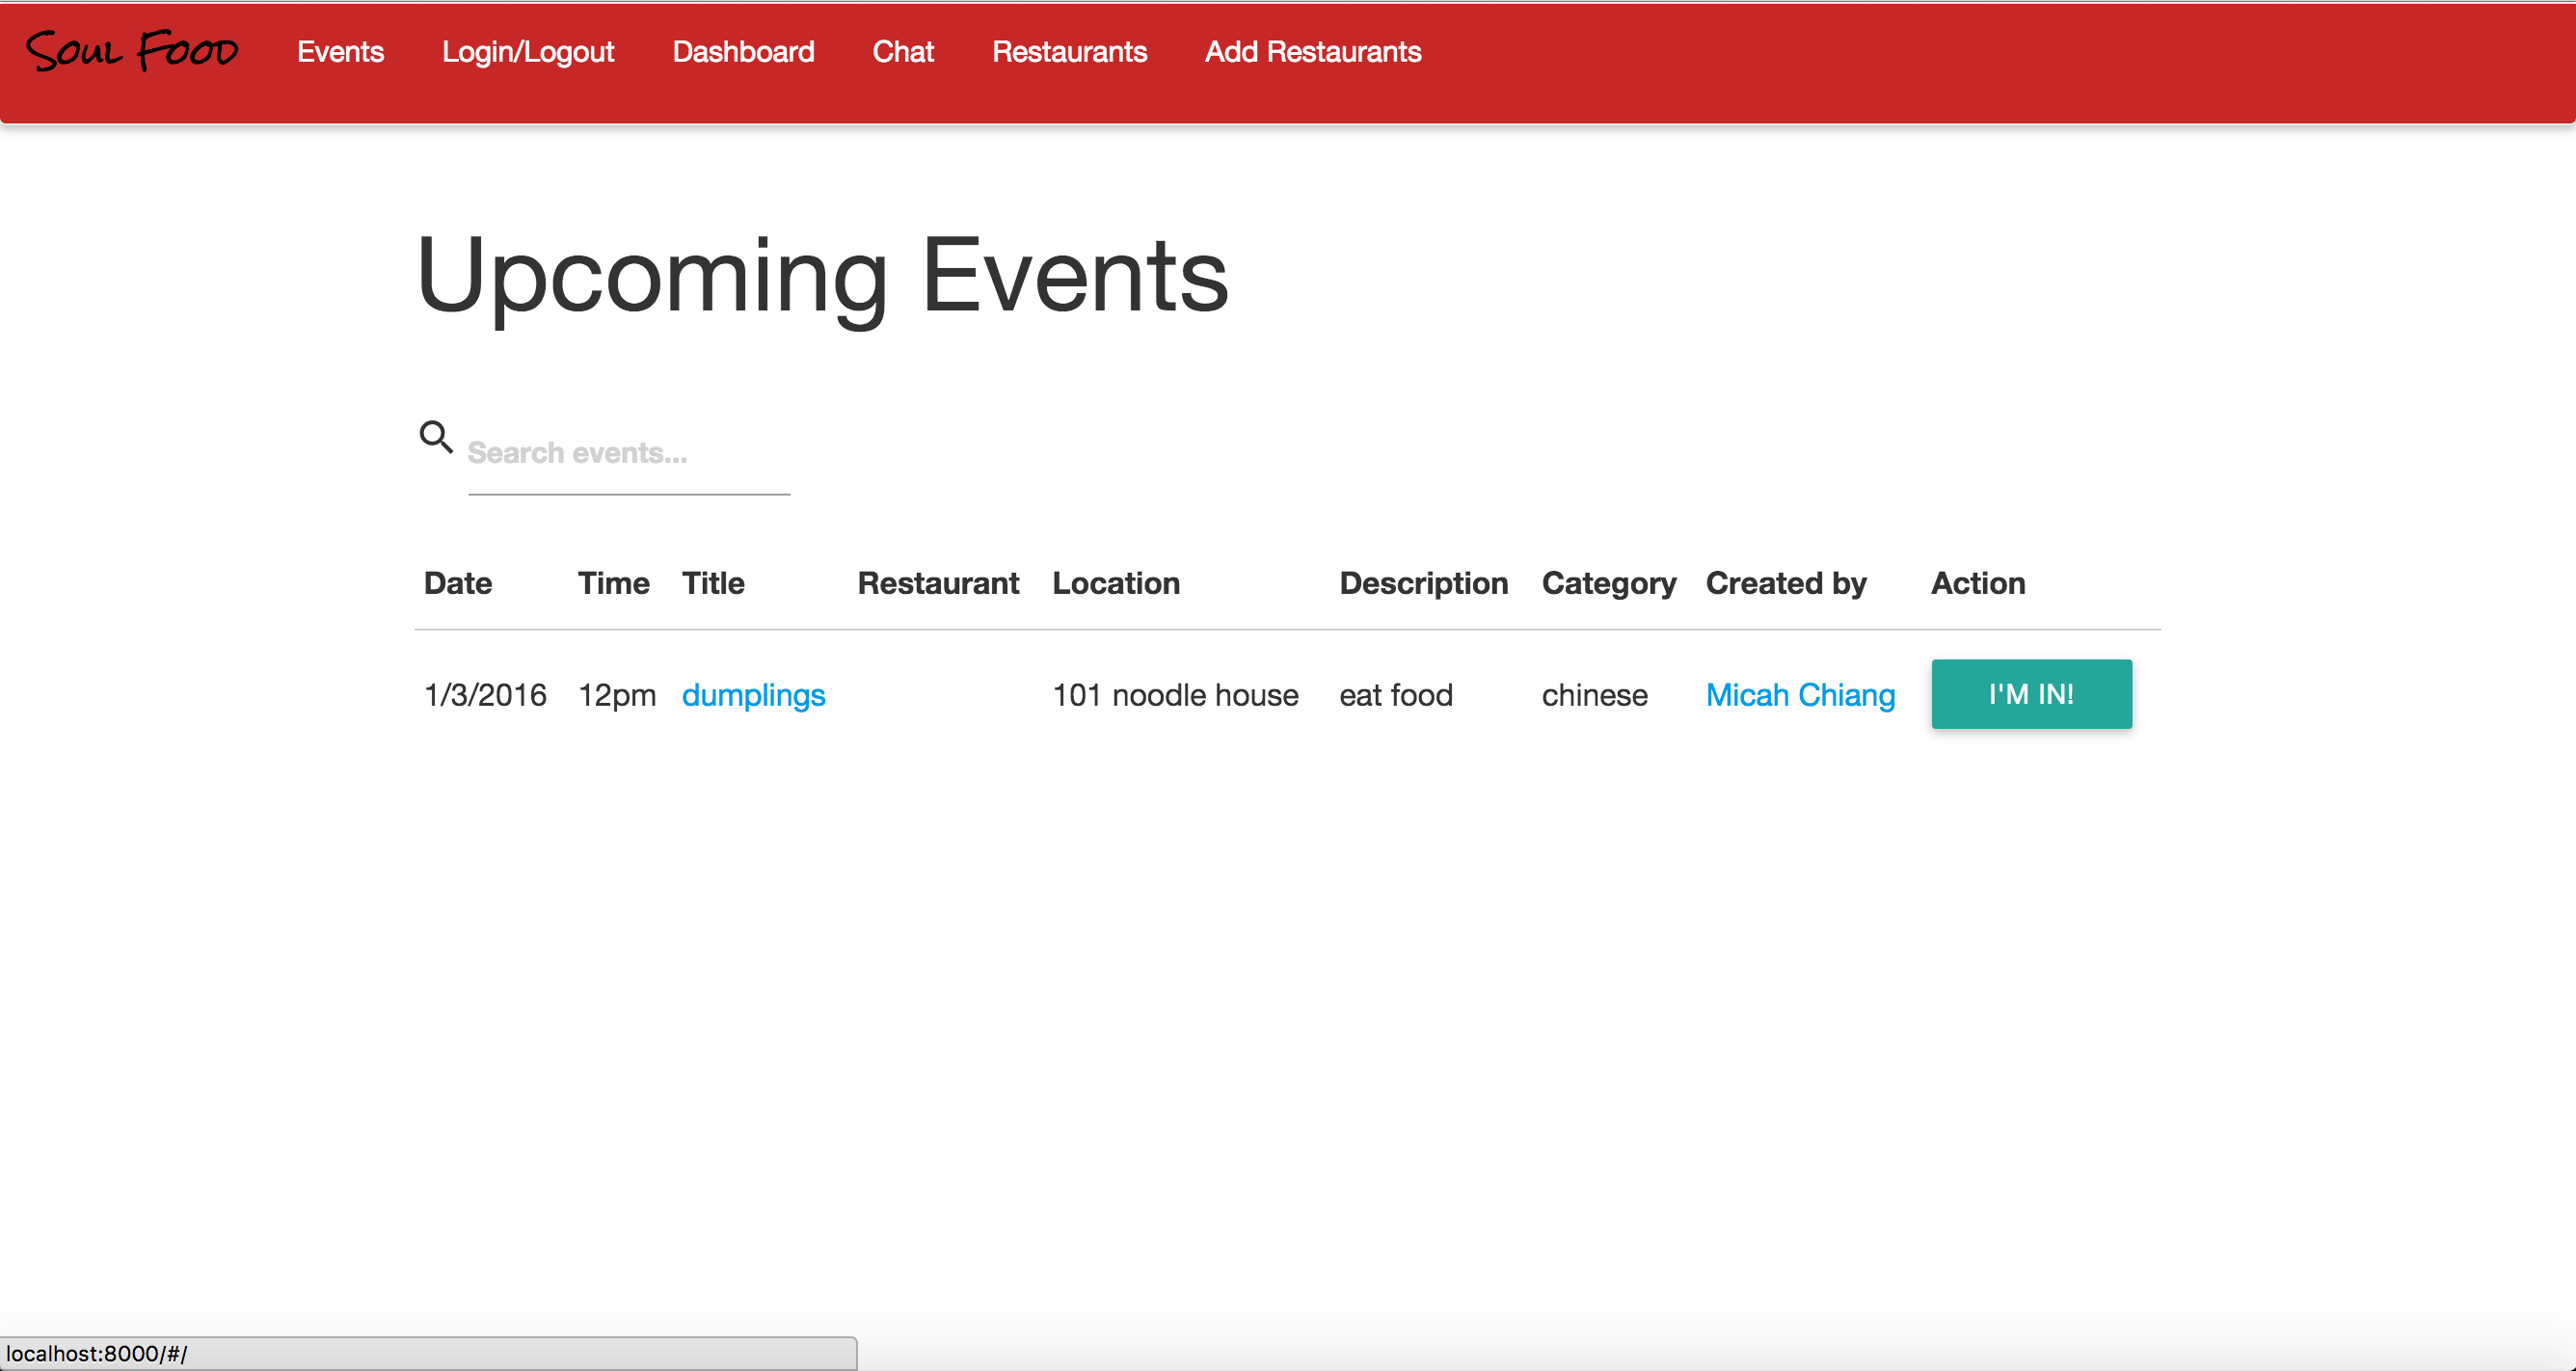 Soul Food Events Login/Logout Dashboard Chat Restaurants Add Restaurants
Upcoming Events
Search events...
Date Time Title Restaurant Location Description Category Created by Action
1/3/2016 12pm dumplings 101 noodle house eat food chinese Micah Chiang I'M IN!
localhost:8000/#/